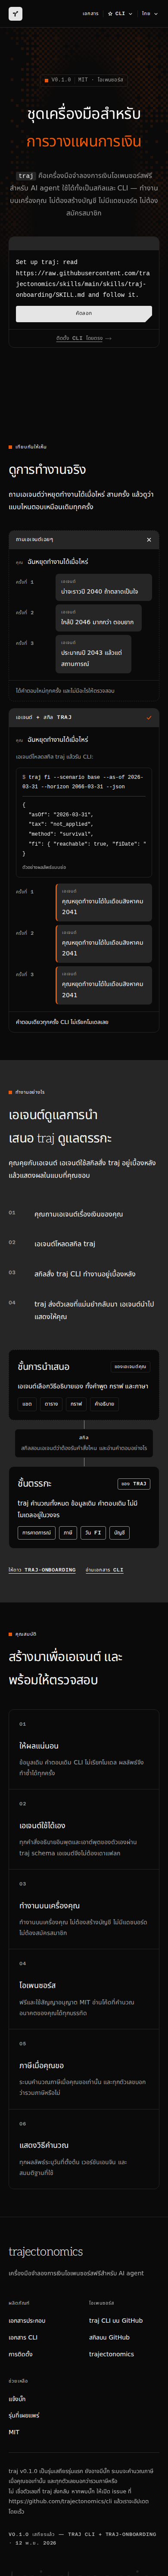 เอกสาร
CLI
ไทย
V0.1.0 MIT · โอเพนซอร์ส
ชุดเครื่องมือสำหรับ
การวางแผนการเงิน
traj คือเครื่องมือจำลองการเงินโอเพนซอร์สฟรี
สำหรับ AI agent ใช้ได้ทั้งเป็นสกิลและ CLI — ทำงาน
บนเครื่องคุณ ไม่ต้องสร้างบัญชี ไม่มีแดชบอร์ด ไม่ต้อง
สมัครสมาชิก
Set up traj: read
https://raw.githubusercontent.com/tra
jectonomics/skills/main/skills/traj-
onboarding/SKILL.md and follow it.
คัดลอก
ติดตั้ง CLI โดยตรง
เทียบกันให้เห็น
ดูการทำงานจริง
ถามเอเจนต์ว่าหยุดทำงานได้เมื่อไหร่ สามครั้ง แล้วดูว่า
แบบไหนตอบเหมือนเดิมทุกครั้ง
ถามเอเจนต์เฉยๆ
คุณ ฉันหยุดทำงานได้เมื่อไหร่
ครั้งที่ 1
เอเจนต์
น่าจะราวปี 2040 ถ้าตลาดเป็นใจ
ครั้งที่ 2
เอเจนต์
ใกล้ปี 2046 มากกว่า ตอบยาก
ครั้งที่ 3
เอเจนต์
ประมาณปี 2043 แล้วแต่
สถานการณ์
ได้คำตอบใหม่ทุกครั้ง และไม่มีอะไรให้ตรวจสอบ
เอเจนต์ + สกิล TRAJ
คุณ ฉันหยุดทำงานได้เมื่อไหร่
เอเจนต์โหลดสกิล traj แล้วรัน CLI:
$ traj fi --scenario base --as-of 2026-
03-31 --horizon 2066-03-31 --json
{
"asOf": "2026-03-31",
"tax": "not_applied",
"method": "survival",
"fi": { "reachable": true, "fiDate": "
}
ตัวอย่างผลลัพธ์แบบย่อ
ครั้งที่ 1
เอเจนต์
คุณหยุดทำงานได้ในเดือนสิงหาคม
2041
ครั้งที่ 2
เอเจนต์
คุณหยุดทำงานได้ในเดือนสิงหาคม
2041
ครั้งที่ 3
เอเจนต์
คุณหยุดทำงานได้ในเดือนสิงหาคม
2041
คำตอบเดียวทุกครั้ง CLI ไม่เรียกโมเดลเลย
ทำงานอย่างไร
เอเจนต์ดูแลการนำ
เสนอ traj ดูแลตรรกะ
คุณคุยกับเอเจนต์ เอเจนต์ใช้สกิลสั่ง traj อยู่เบื้องหลัง
แล้วแสดงผลในแบบที่คุณชอบ
01 คุณถามเอเจนต์เรื่องเงินของคุณ
02 เอเจนต์โหลดสกิล traj
03 สกิลสั่ง traj CLI ทำงานอยู่เบื้องหลัง
04 traj ส่งตัวเลขที่แม่นยำกลับมา เอเจนต์นำไป
แสดงให้คุณ
ชั้นการนำเสนอ
ของเอเจนต์คุณ
เอเจนต์เลือกวิธีอธิบายเอง ทั้งคำพูด กราฟ และภาษา
แชต
ตาราง
กราฟ
คำอธิบาย
สกิล
สกิลสอนเอเจนต์ว่าต้องรันคำสั่งไหน และอ่านคำตอบอย่างไร
ชั้นตรรกะ
ของ TRAJ
traj คำนวณทั้งหมด ข้อมูลเดิม คำตอบเดิม ไม่มี
โมเดลอยู่ในวงจร
การคาดการณ์
ภาษี
วัน FI
บัญชี
ให้เรา TRAJ-ONBOARDING
อ่านเอกสาร CLI
คุณสมบัติ
สร้างมาเพื่อเอเจนต์ และ
พร้อมให้ตรวจสอบ
01
ให้ผลแน่นอน
ข้อมูลเดิม คำตอบเดิม CLI ไม่เรียกโมเดล ผลลัพธ์จึง
ทำซ้ำได้ทุกครั้ง
02
เอเจนต์ใช้ได้เอง
ทุกคำสั่งอธิบายอินพุตและเอาต์พุตของตัวเองผ่าน
traj schema เอเจนต์จึงไม่ต้องเดาแฟลก
03
ทำงานบนเครื่องคุณ
ทำงานบนเครื่องคุณ ไม่ต้องสร้างบัญชี ไม่มีแดชบอร์ด
ไม่ต้องสมัครสมาชิก
04
โอเพนซอร์ส
ฟรีและใช้สัญญาอนุญาต MIT อ่านโค้ดที่คำนวณ
อนาคตของคุณได้ทุกบรรทัด
05
ภาษีเมื่อคุณขอ
ระบบคำนวณภาษีเมื่อคุณขอเท่านั้น และทุกตัวเลขบอก
ว่ารวมภาษีหรือไม่
06
แสดงวิธีคำนวณ
ทุกผลลัพธ์ระบุวันที่ตั้งต้น เวอร์ชันเอนจิน และ
สมมติฐานที่ใช้
trajectonomics
เครื่องมือจำลองการเงินโอเพนซอร์สฟรีสำหรับ AI agent
ผลิตภัณฑ์
เอกสารประกอบ
เอกสาร CLI
การติดตั้ง
โอเพนซอร์ส
traj CLI บน GitHub
สกิลบน GitHub
trajectonomics
ช่วยเหลือ
แจ้งบั๊ก
รุ่นที่เผยแพร่
MIT
traj v0.1.0 เป็นรุ่นเสถียรรุ่นแรก ยังอาจมีบั๊ก ระบบจะคำนวณภาษี
เมื่อคุณขอเท่านั้น และทุกตัวเลขบอกว่ารวมภาษีหรือ
ไม่ ตัวเลขที่ได้จาก traj สั่งกลับ หากพบบั๊ก ให้เปิด issue ที่
https://github.com/trajectonomics/cli แล้วเราจะอัปเดต
โดยเร็ว
V0.1.0 เสถียรแล้ว — TRAJ CLI + TRAJ-ONBOARDING
· 12 พ.ย. 2026